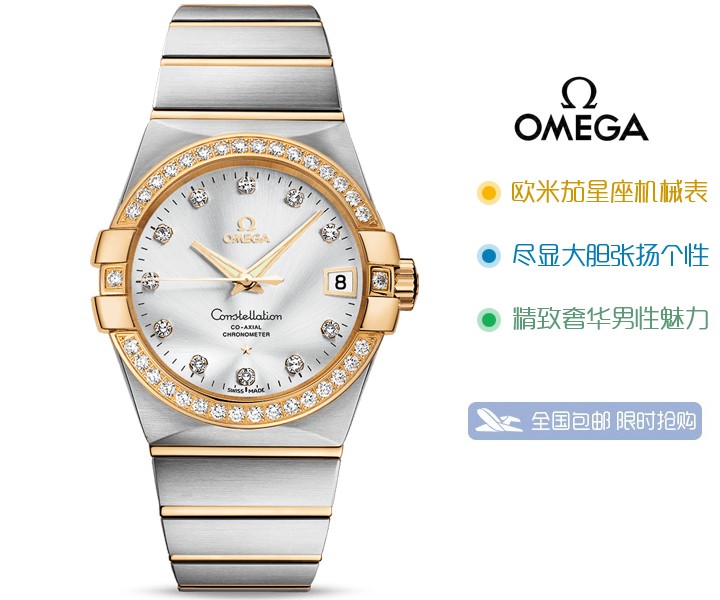 OMEGA
8
Constellation
CO-AXIAL
CHRONOMETER
SWISS MADE
Ω
OMEGA
欧米茄星座机械表
尽显大胆张扬个性
精致奢华男性魅力
全国包邮 限时抢购